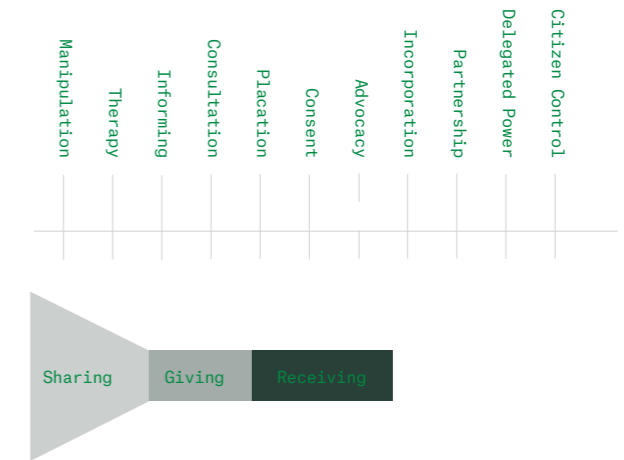 Manipulation
Therapy
Informing
Consultation
Placation
Consent
Advocacy
Incorporation
Partnership
Delegated Power
Citizen Control
Sharing
Giving
Receiving